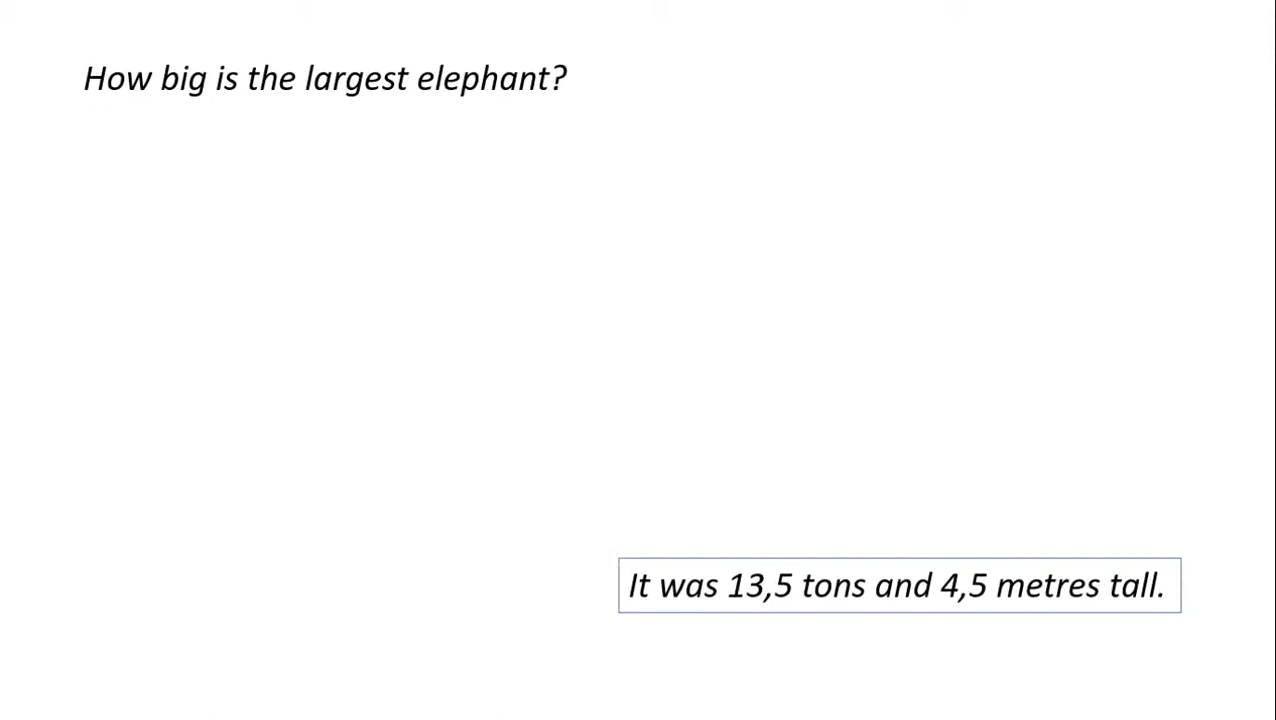 How big is the largest elephant?
It was 13,5 tons and 4,5 metres tall.